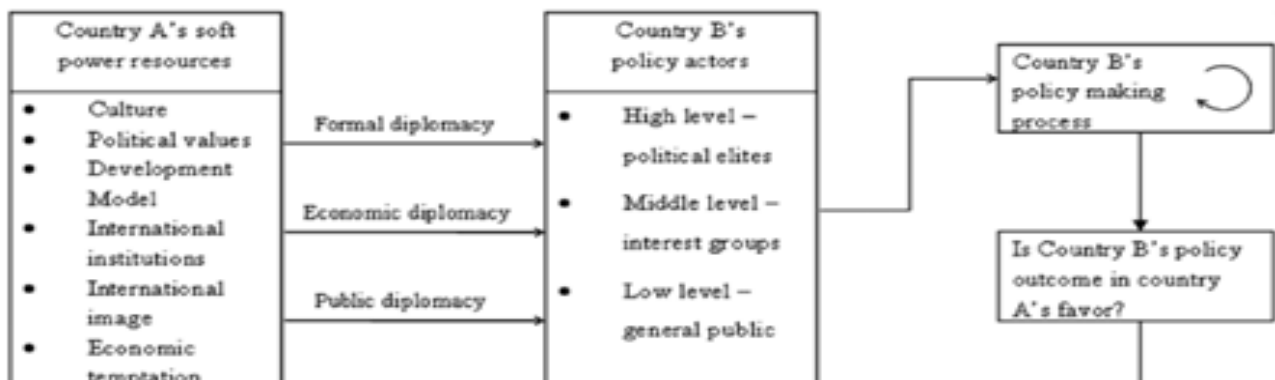 Country A's soft
power resources
Culture
Political values
Development
Model
International
institutions
International
image
Economic
temptation
Formal diplomacy
Economic diplomacy
Public diplomacy
Country B's
policy actors
High level –
political elites
Middle level –
interest groups
Low level –
general public
Country B's
policy making
process
Is Country B's policy
outcome in country
A's favor?